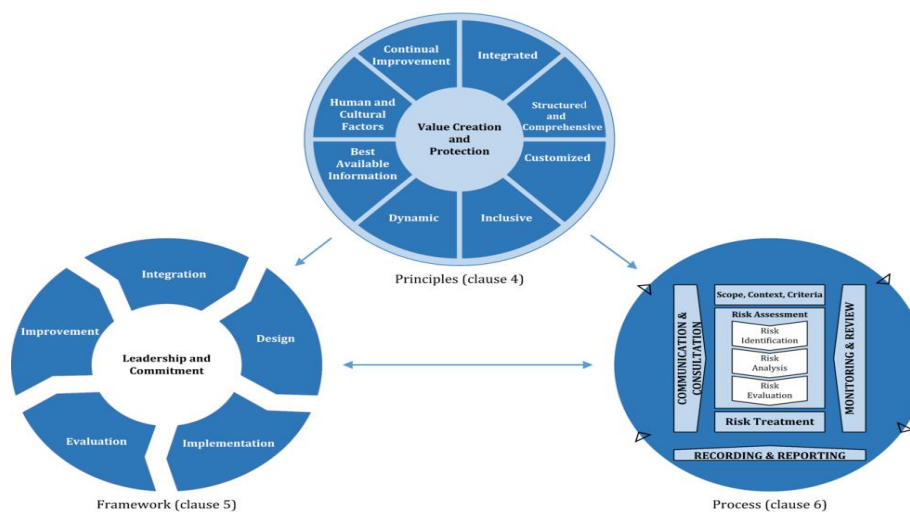 Continual
Improvement
Integrated
Human and
Cultural
Factors
Structured
and
Comprehensive
Value Creation
and
Protection
Best
Available
Information
Customized
Dynamic
Inclusive
Principles (clause 4)
Integration
Improvement
Design
Leadership and
Commitment
Evaluation
Implementation
Framework (clause 5)
Scope, Context, Criteria
Risk Assessment
Risk
Identification
Risk
Analysis
Risk
Evaluation
Risk Treatment
COMMUNICATION &
CONSULTATION
MONITORING & REVIEW
RECORDING & REPORTING
Process (clause 6)